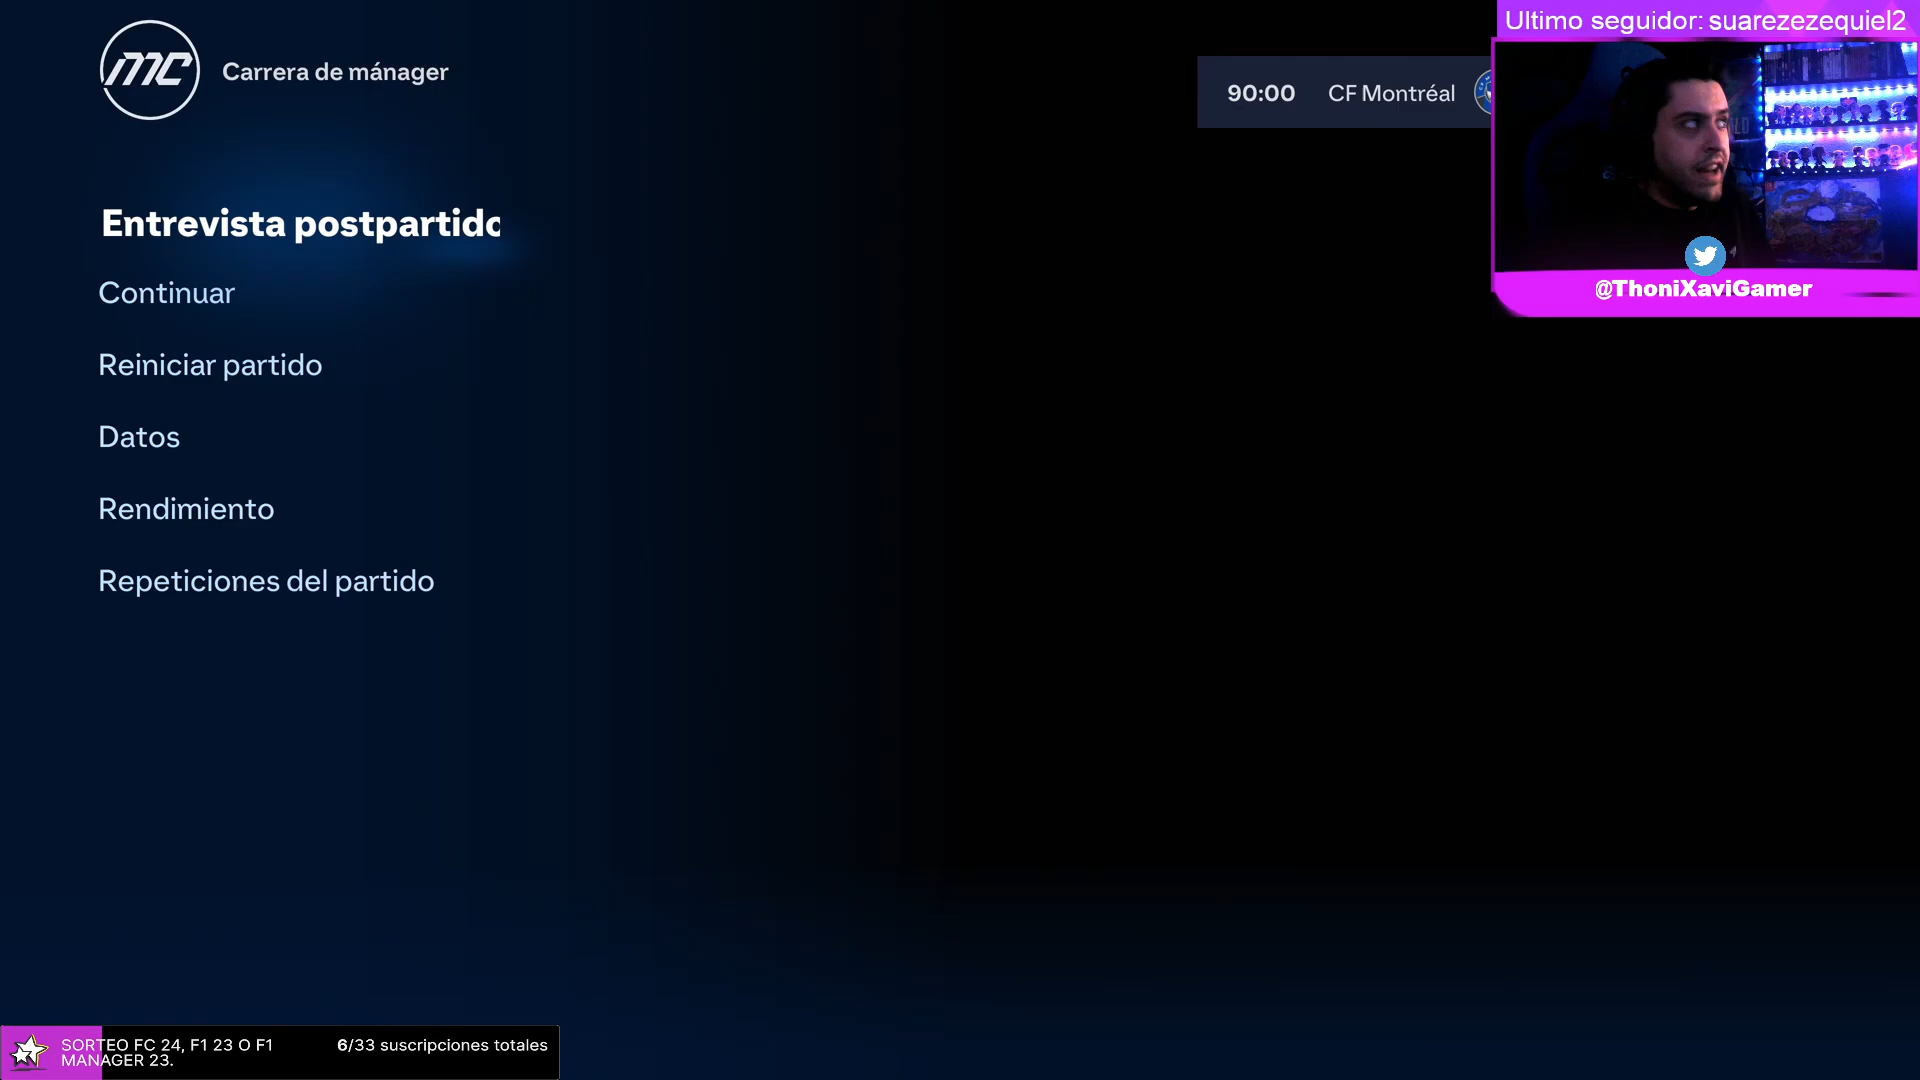 Ultimo seguidor: suarezezequiel2
MC
Carrera de mánager
90:00 CF Montréal
Entrevista postpartido
Continuar
Reiniciar partido
Datos
Rendimiento
Repeticiones del partido
@ThoniXaviGamer
SORTEO FC 24, F1 23 O F1
MANAGER 23.
6/33 suscripciones totales